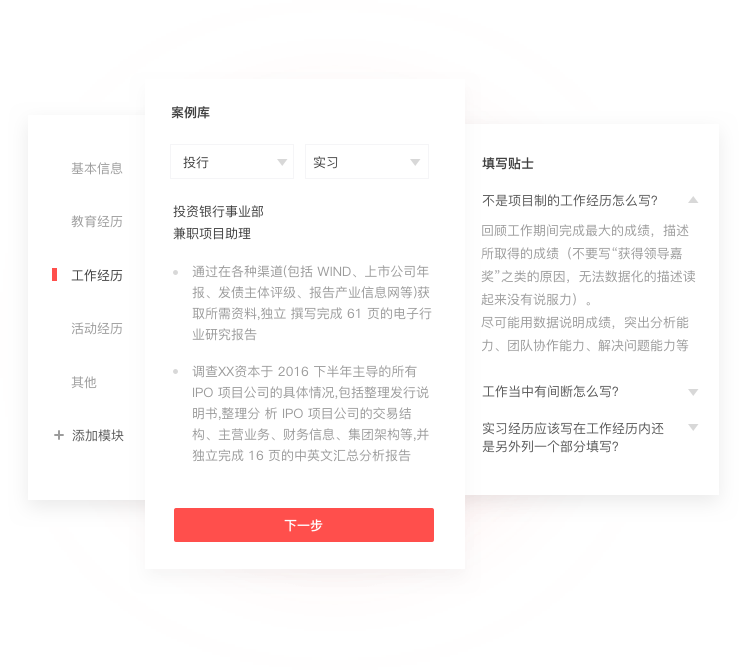 基本信息
教育经历
工作经历
活动经历
其他
添加模块
案例库
投行
实习
投资银行事业部
兼职项目助理
通过在各种渠道(包括 WIND、上市公司年
报、发债主体评级、报告产业信息网等)获
取所需资料,独立 撰写完成 61 页的电子行
业研究报告
调查XX资本于 2016 下半年主导的所有
IPO 项目公司的具体情况,包括整理发行说
明书,整理分 析 IPO 项目公司的交易结
构、主营业务、财务信息、集团架构等,并
独立完成 16 页的中英文汇总分析报告
下一步
填写贴士
不是项目制的工作经历怎么写?
回顾工作期间完成最大的成绩，描述
所取得的成绩（不要写“获得领导嘉
奖”之类的原因，无法数据化的描述读
起来没有说服力）。
尽可能用数据说明成绩，突出分析能
力、团队协作能力、解决问题能力等
工作当中有间断怎么写?
实习经历应该写在工作经历内还
是另外列一个部分填写?